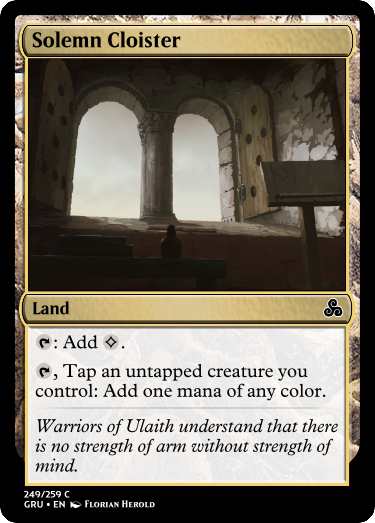 Solemn Cloister
Land
: Add .
, Tap an untapped creature you
control: Add one mana of any color.
Warriors of Ulaith understand that there
is no strength of arm without strength of
mind.
249/259 C
GRU • EN Florian Herold